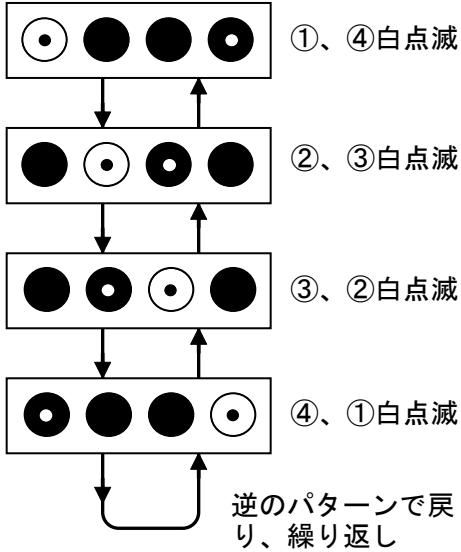 ①、④白点滅
②、③白点滅
③、②白点滅
④、①白点滅
逆のパターンで戻
り、繰り返し